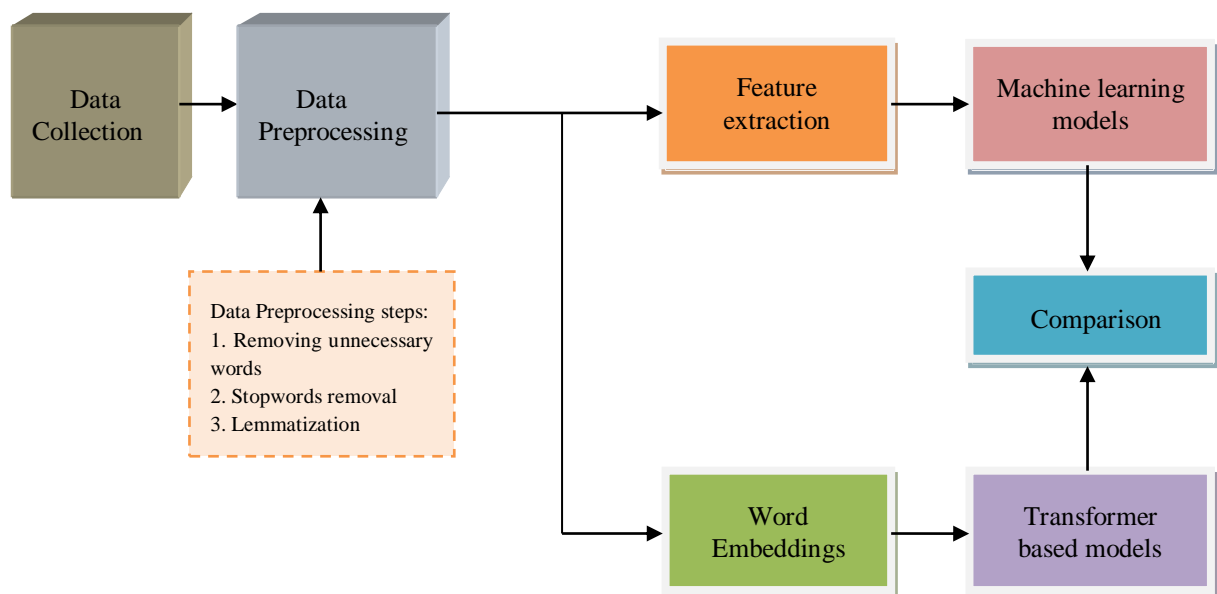 Data
Collection
Data
Preprocessing
Feature
extraction
Machine learning
models
Data Preprocessing steps:
1. Removing unnecessary
words
2. Stopwords removal
3. Lemmatization
Comparison
Word
Embeddings
Transformer
based models